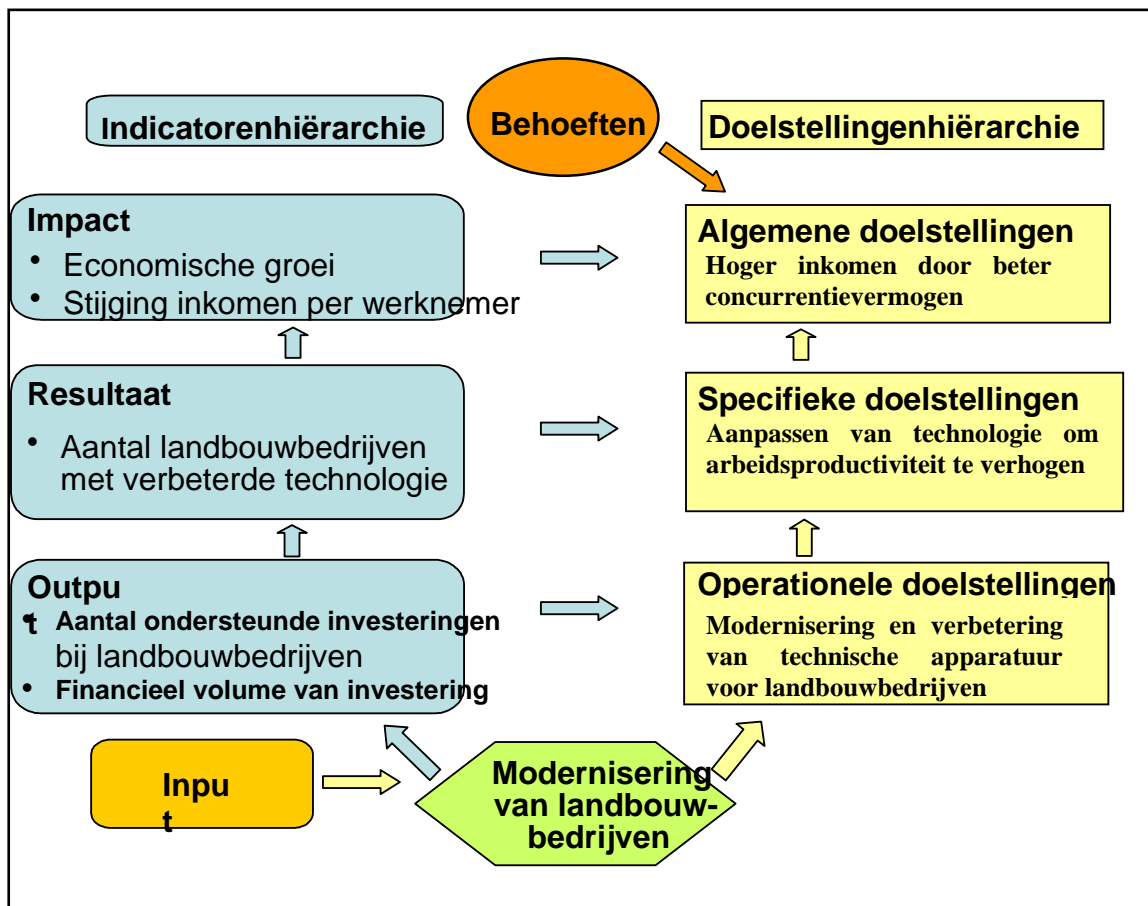 Indicatorenhiërarchie
Behoeften
Doelstellingenhiërarchie
Impact
• Economische groei
• Stijging inkomen per werknemer
Algemene doelstellingen
Hoger inkomen door beter
concurrentievermogen
Resultaat
• Aantal landbouwbedrijven
met verbeterde technologie
Specifieke doelstellingen
Aanpassen van technologie om
arbeidsproductiviteit te verhogen
Outpu
t
• Aantal ondersteunde investeringen
bij landbouwbedrijven
• Financieel volume van investering
Operationele doelstellingen
Modernisering en verbetering
van technische apparatuur
voor landbouwbedrijven
Inpu
t
Modernisering
van landbouw-
bedrijven